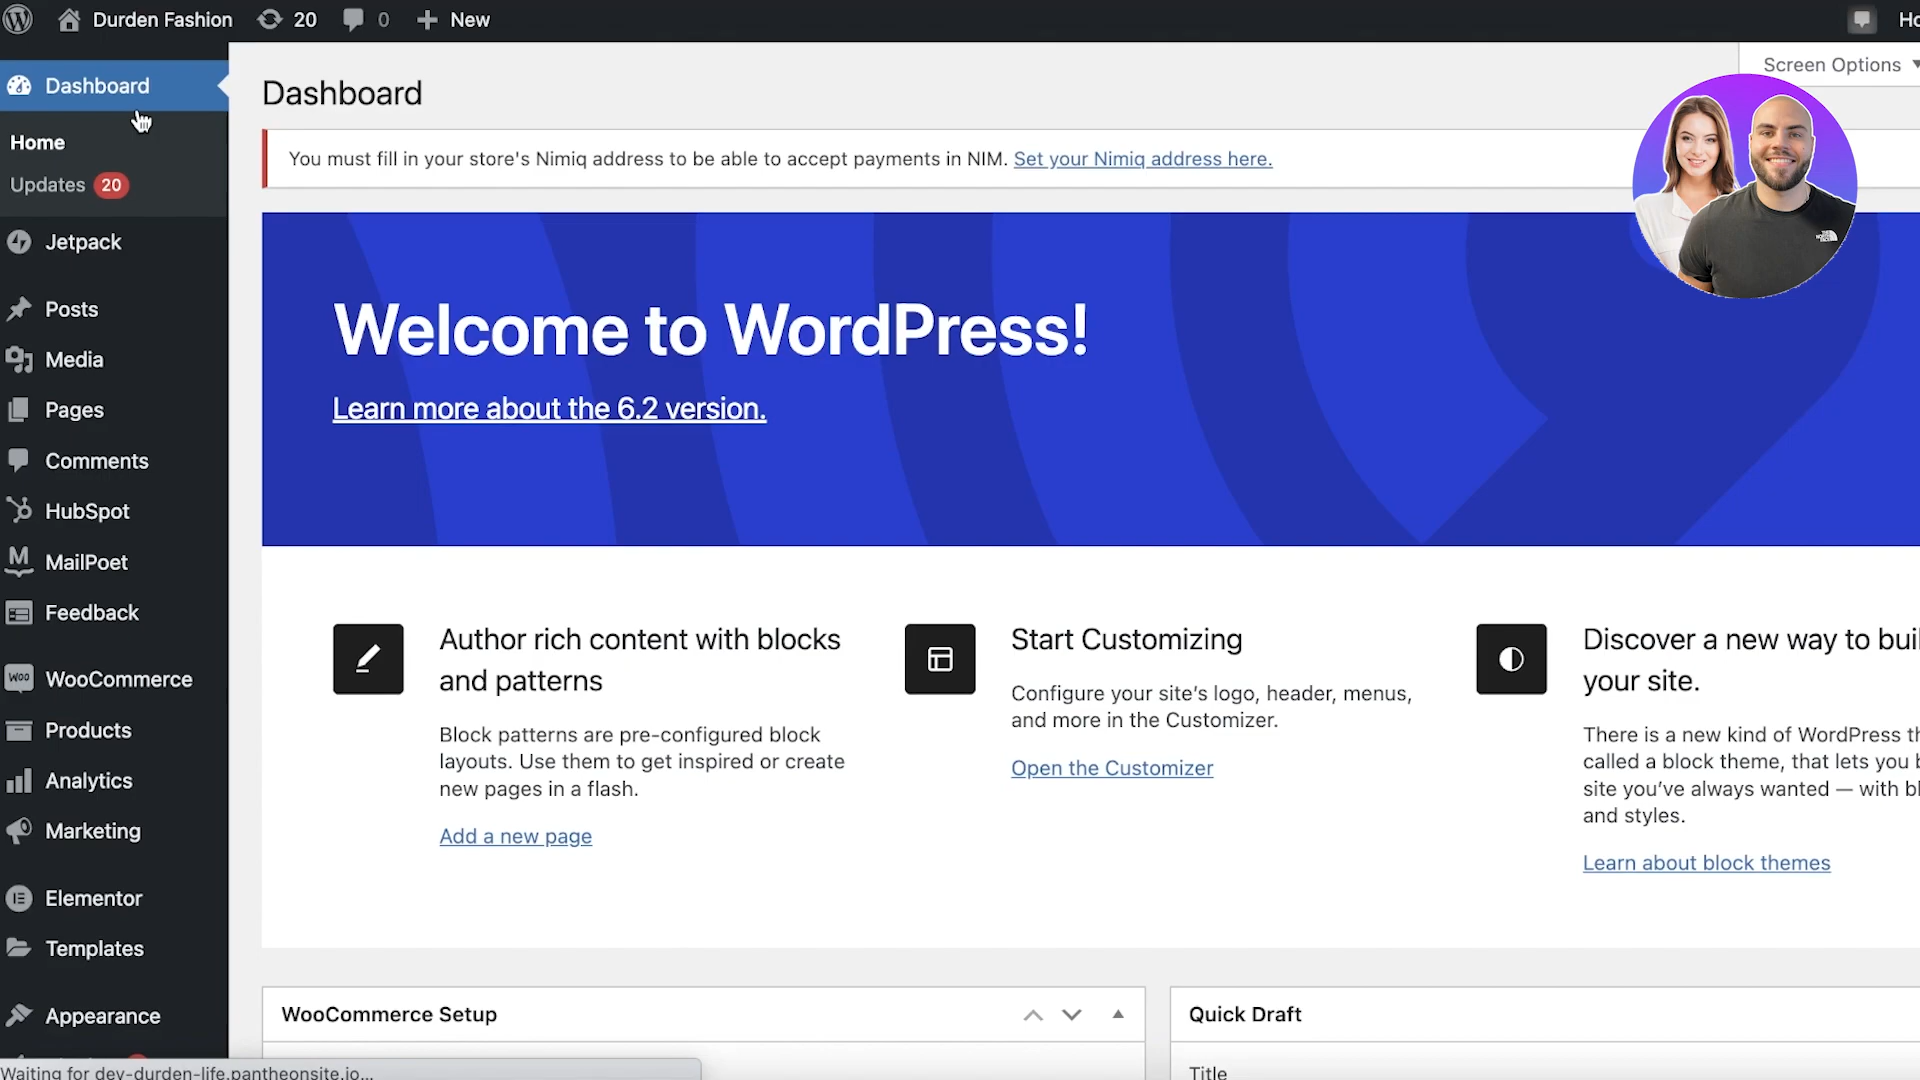 Durden Fashion 20 0 New Ho
Screen Options
Dashboard
Home
Updates 20
Jetpack
Posts
Media
Pages
Comments
HubSpot
MailPoet
Feedback
WooCommerce
Products
Analytics
Marketing
Elementor
Templates
Appearance
Dashboard
You must fill in your store's Nimiq address to be able to accept payments in NIM. Set your Nimiq address here.
THE NORTH FACE
Welcome to WordPress!
Learn more about the 6.2 version.
Author rich content with blocks
and patterns
Block patterns are pre-configured block
layouts. Use them to get inspired or create
new pages in a flash.
Add a new page
Start Customizing
Configure your site's logo, header, menus,
and more in the Customizer.
Open the Customizer
Discover a new way to buil
your site.
There is a new kind of WordPress th
called a block theme, that lets you b
site you've always wanted — with bl
and styles.
Learn about block themes
WooCommerce Setup
Quick Draft
Title
Waiting for dev-durden-life.pantheonsite.io...